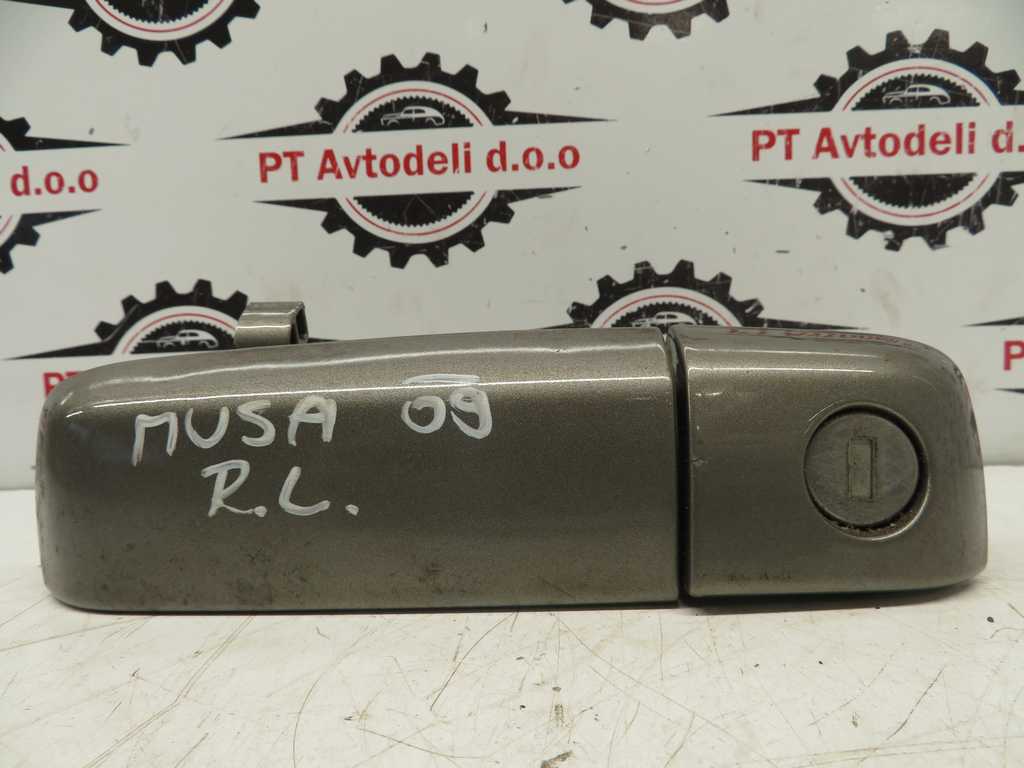 PT Avtodeli d.o.o
PT Avtodeli d.
d.o.o
MUSA 09
R.L.